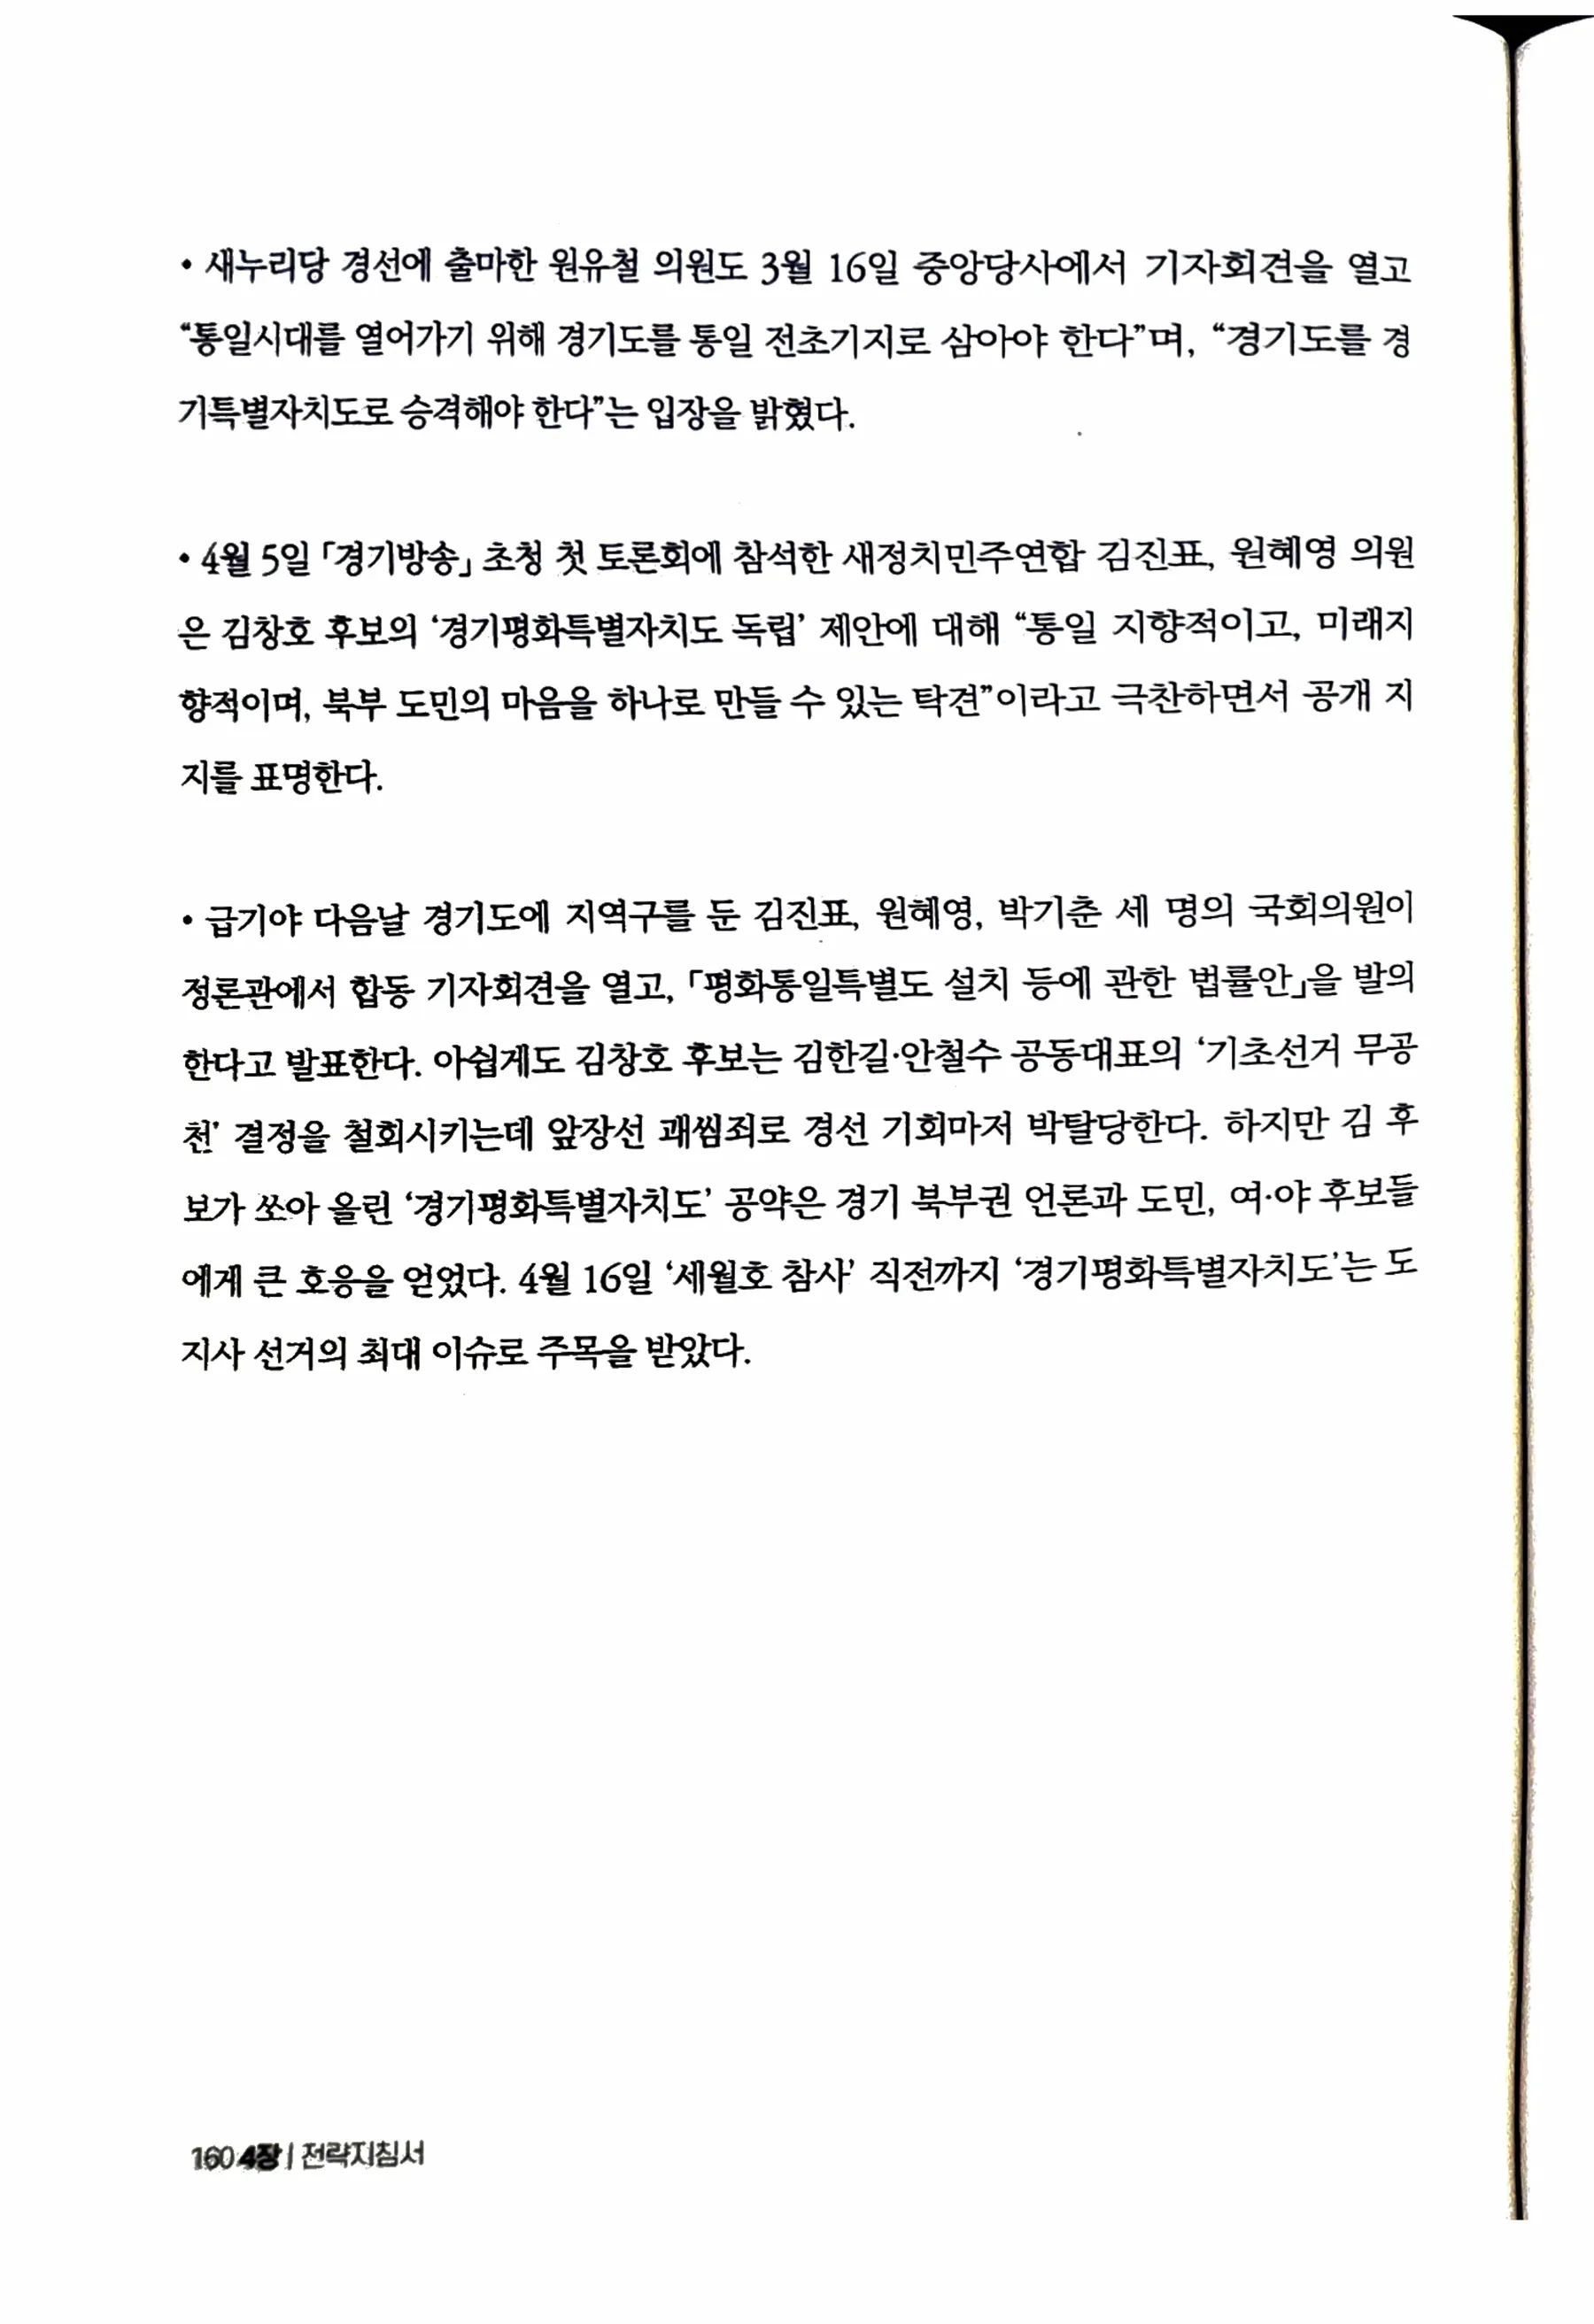 • 새누리당 경선에 출마한 원유철 의원도 3월 16일 중앙당사에서 기자회견을 열고
“통일시대를 열어가기 위해 경기도를 통일 전초기지로 삼아야 한다”며, “경기도를 경
기특별자치도로 승격해야 한다”는 입장을 밝혔다.
• 4월 5일 「경기방송」 초청 첫 토론회에 참석한 새정치민주연합 김진표, 원혜영 의원
은 김창호 후보의 ‘경기평화특별자치도 독립’ 제안에 대해 “통일 지향적이고, 미래지
향적이며, 북부 도민의 마음을 하나로 만들 수 있는 탁견”이라고 극찬하면서 공개 지
지를 표명한다.
• 급기야 다음날 경기도에 지역구를 둔 김진표, 원혜영, 박기춘 세 명의 국회의원이
정론관에서 합동 기자회견을 열고, 「평화통일특별도 설치 등에 관한 법률안」을 발의
한다고 발표한다. 아쉽게도 김창호 후보는 김한길·안철수 공동대표의 ‘기초선거 무공
천’ 결정을 철회시키는데 앞장선 괘씸죄로 경선 기회마저 박탈당한다. 하지만 김 후
보가 쏘아 올린 ‘경기평화특별자치도’ 공약은 경기 북부권 언론과 도민, 여·야 후보들
에게 큰 호응을 얻었다. 4월 16일 ‘세월호 참사’ 직전까지 ‘경기평화특별자치도’는 도
지사 선거의 최대 이슈로 주목을 받았다.
160 4장 | 전략지침서